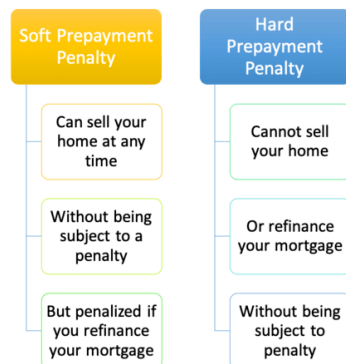 Soft Prepayment
Penalty
Can sell your
home at any
time
Without being
subject to a
penalty
But penalized if
you refinance
your mortgage
Hard
Prepayment
Penalty
Cannot sell
your home
Or refinance
your mortgage
Without being
subject to
penalty